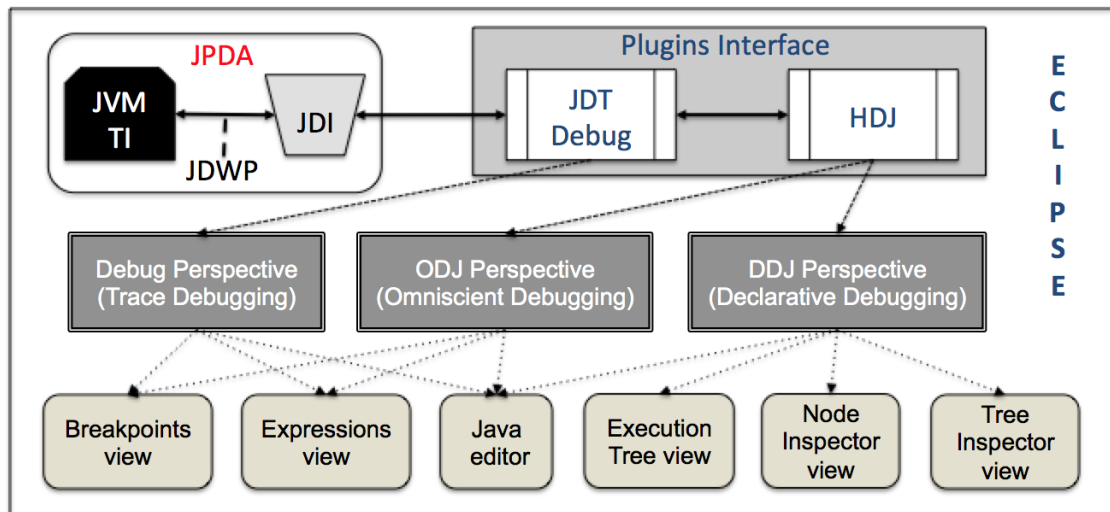 JPDA
JVM
TI
JDI
JDWP
Plugins Interface
JDT
Debug
HDJ
ECLIPSE
Debug Perspective
(Trace Debugging)
ODJ Perspective
(Omniscient Debugging)
DDJ Perspective
(Declarative Debugging)
Breakpoints
view
Expressions
view
Java
editor
Execution
Tree view
Node
Inspector
view
Tree
Inspector
view